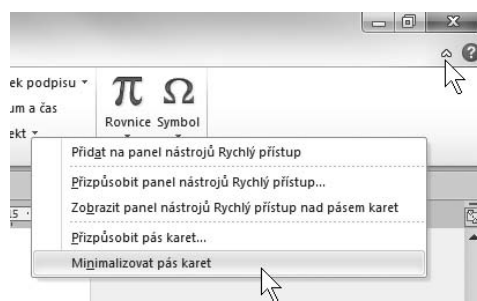 ek podpisu
um a čas
ekt
π Ω
Rovnice Symbol
Přidat na panel nástrojů Rychlý přístup
Přizpůsobit panel nástrojů Rychlý přístup...
Zobrazit panel nástrojů Rychlý přístup nad pásem karet
Přizpůsobit pás karet...
Minimalizovat pás karet
15